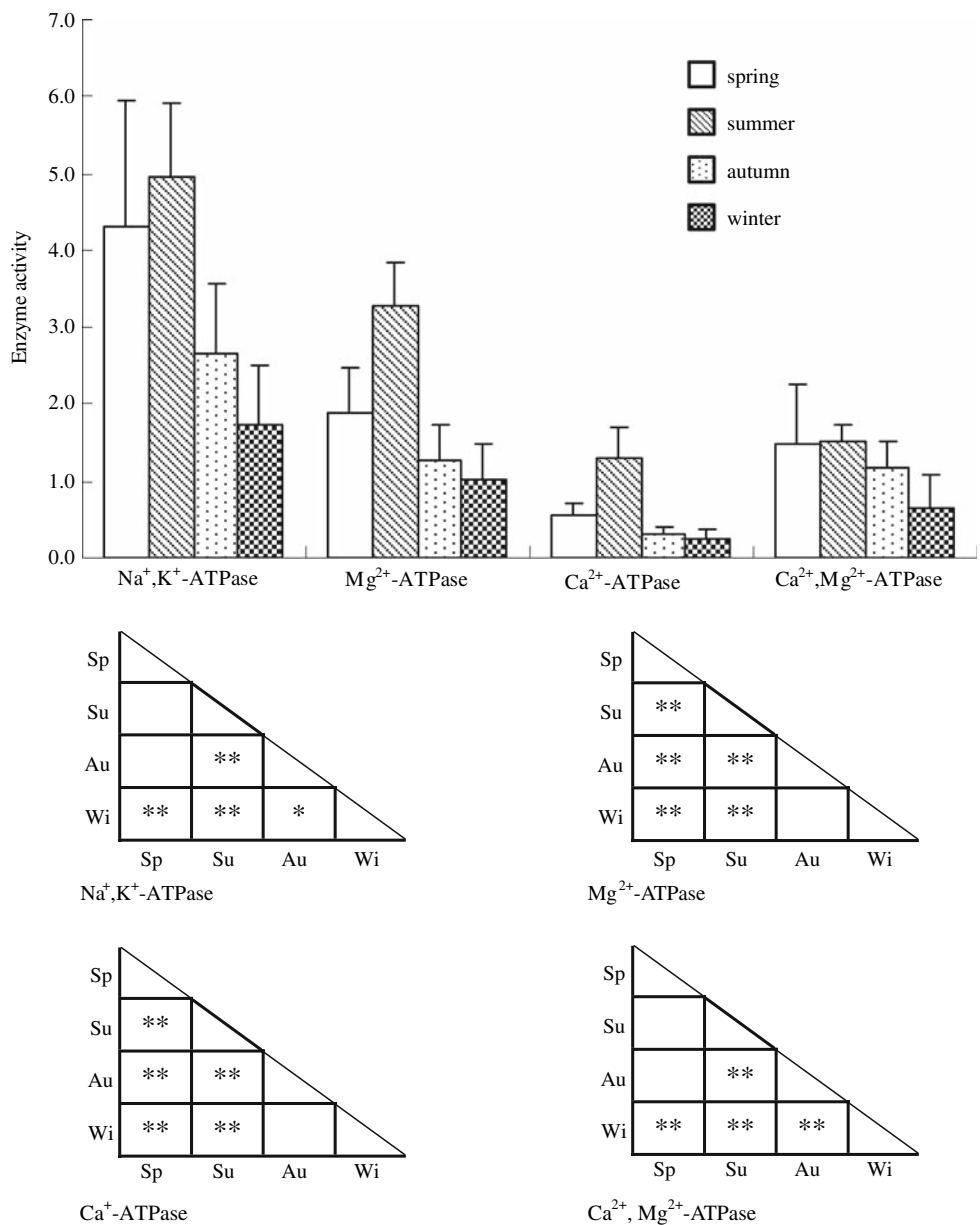 7.0
6.0
5.0
4.0
3.0
2.0
1.0
0.0
Enzyme activity
spring
summer
autumn
winter
Na⁺,K⁺-ATPase Mg²⁺-ATPase Ca²⁺-ATPase Ca²⁺,Mg²⁺-ATPase
Sp
Su
Au **
Wi ** ** *
Sp Su Au Wi
Na⁺,K⁺-ATPase
Sp
Su **
Au ** **
Wi ** **
Sp Su Au Wi
Mg²⁺-ATPase
Sp
Su **
Au ** **
Wi ** **
Sp Su Au Wi
Ca⁺-ATPase
Sp
Su
Au **
Wi ** ** **
Sp Su Au Wi
Ca²⁺, Mg²⁺-ATPase